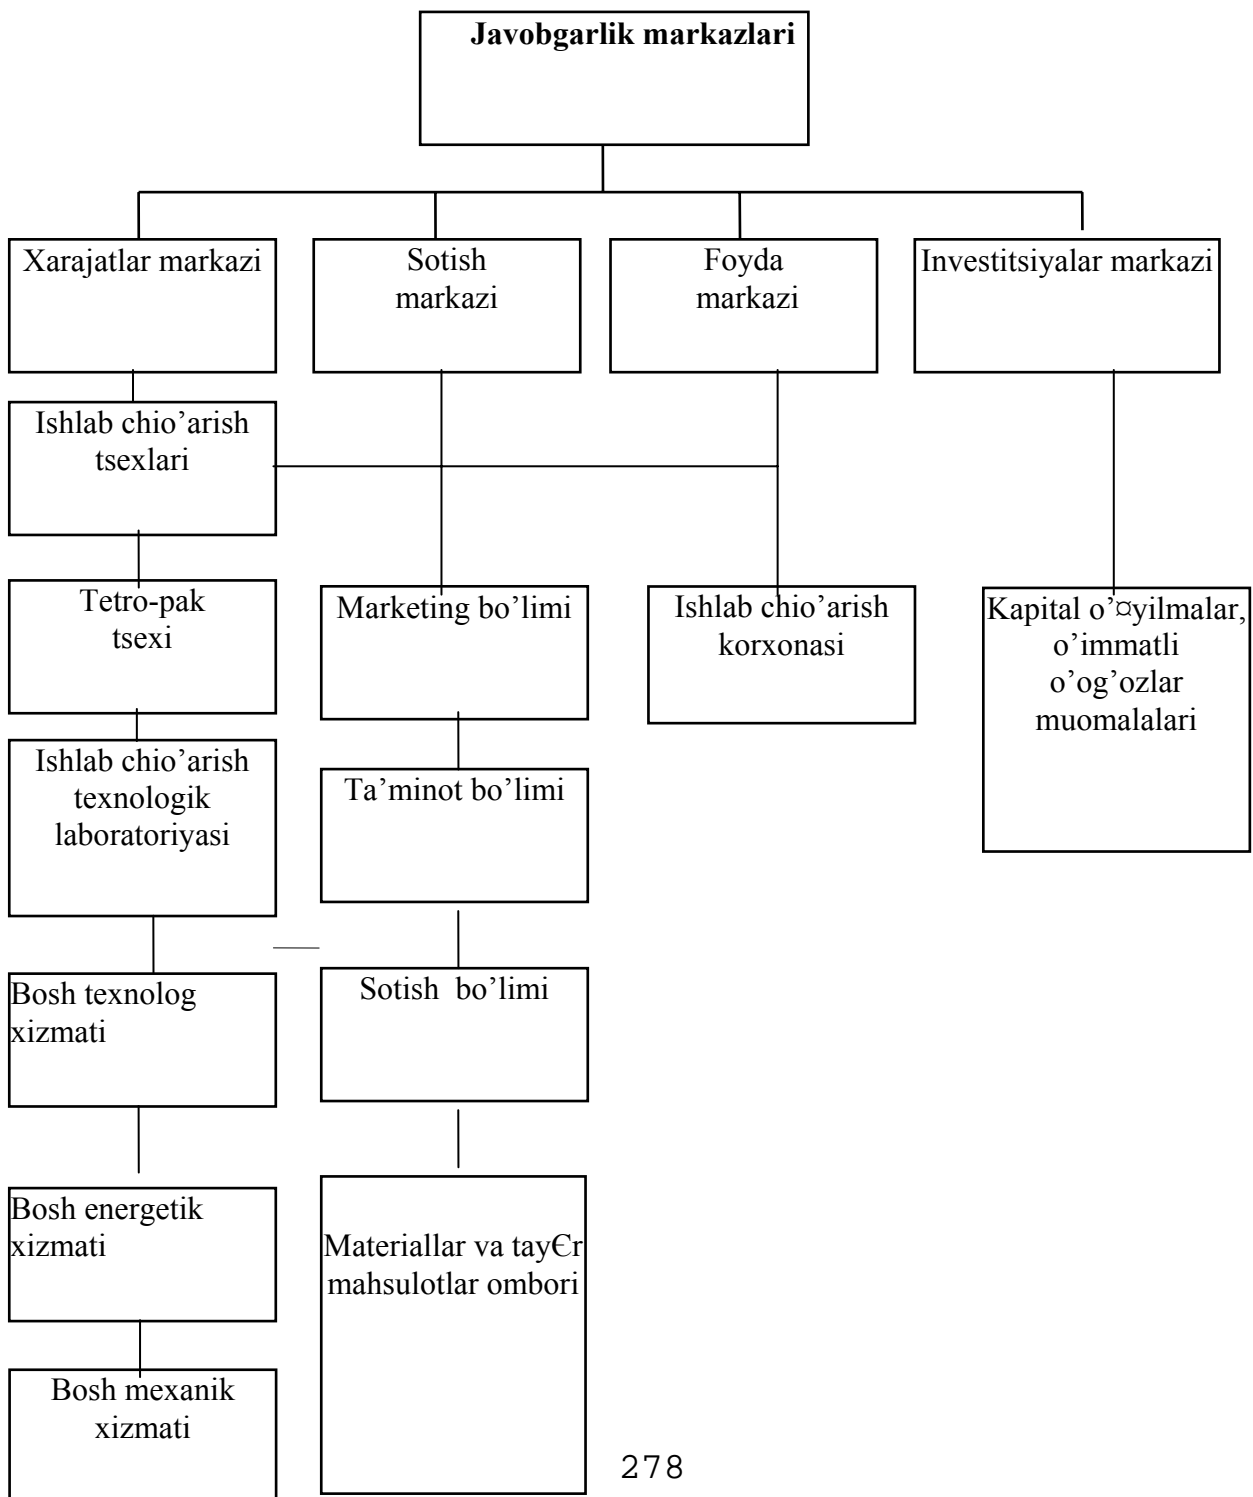 Javobgarlik markazlari
Xarajatlar markazi
Sotish
markazi
Foyda
markazi
Investitsiyalar markazi
Ishlab chio’arish
tsexlari
Tetro-pak
tsexi
Marketing bo’limi
Ishlab chio’arish
korxonasi
Kapital o’¤yilmalar,
o’immatli
o’og’ozlar
muomalalari
Ishlab chio’arish
texnologik
laboratoriyasi
Ta’minot bo’limi
Bosh texnolog
xizmati
Sotish bo’limi
Bosh energetik
xizmati
Materiallar va tayЄr
mahsulotlar ombori
Bosh mexanik
xizmati
278